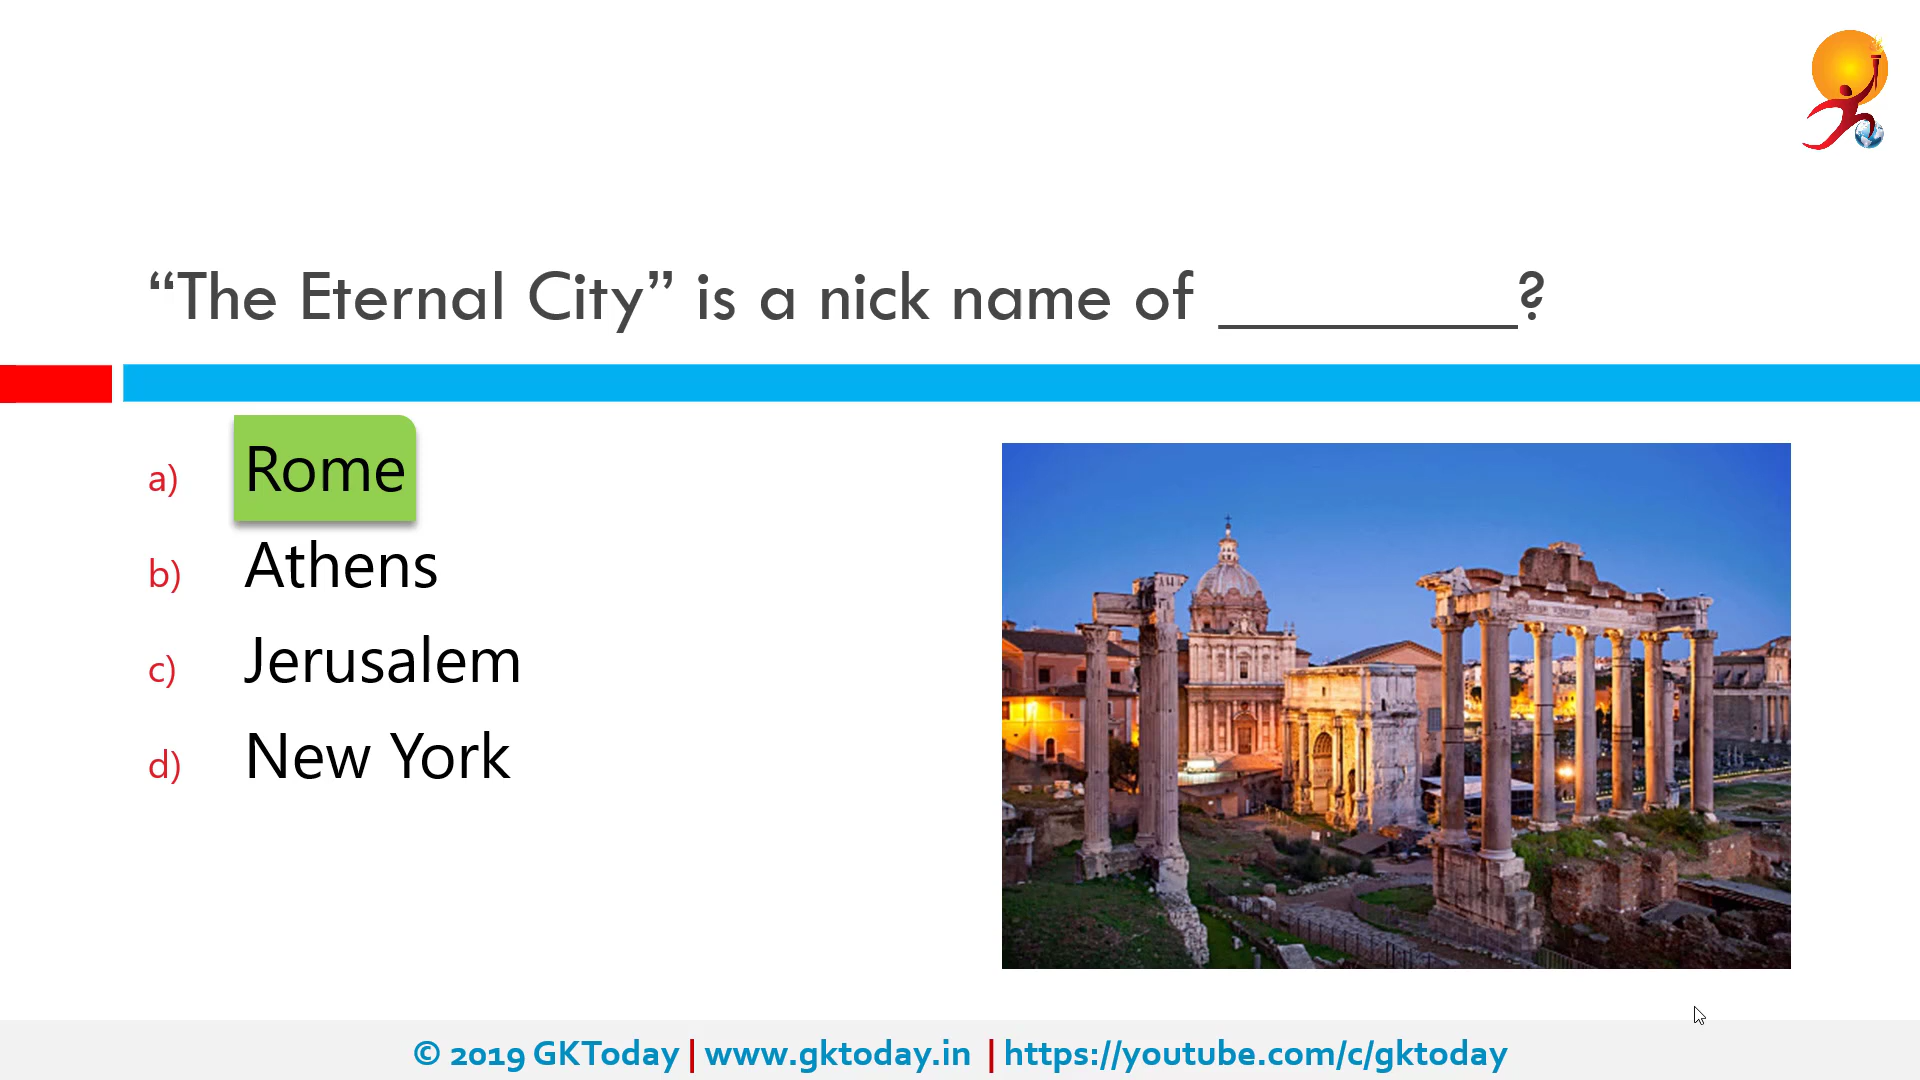 “The Eternal City” is a nick name of _________?
a) Rome
b) Athens
c) Jerusalem
d) New York
© 2019 GKToday | www.gktoday.in | https://youtube.com/c/gktoday